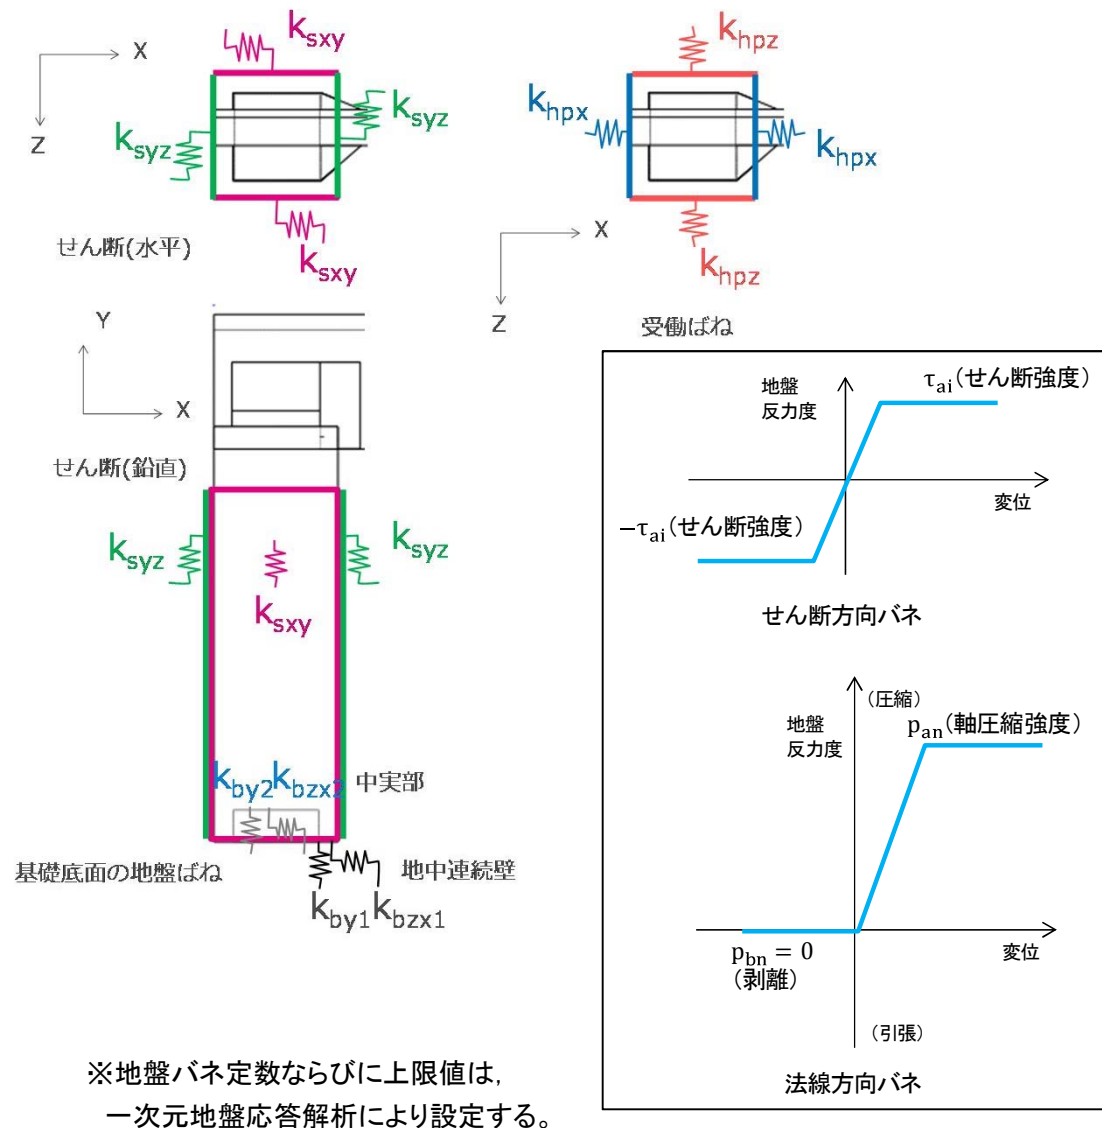 k_sxy
X
Z
k_syz
k_syz
せん断(水平)
k_sxy
k_hpz
k_hpx
k_hpx
X
Z
k_hpz
受働ばね
Y
X
せん断(鉛直)
k_syz
k_syz
k_sxy
k_by2 k_bzx2 中実部
基礎底面の地盤ばね
地中連続壁
k_by1 k_bzx1
地盤
反力度
τ_ai(せん断強度)
変位
−τ_ai(せん断強度)
せん断方向バネ
(圧縮)
地盤
反力度
p_an(軸圧縮強度)
p_bn = 0
(剥離)
変位
(引張)
法線方向バネ
※地盤バネ定数ならびに上限値は,
一次元地盤応答解析により設定する。